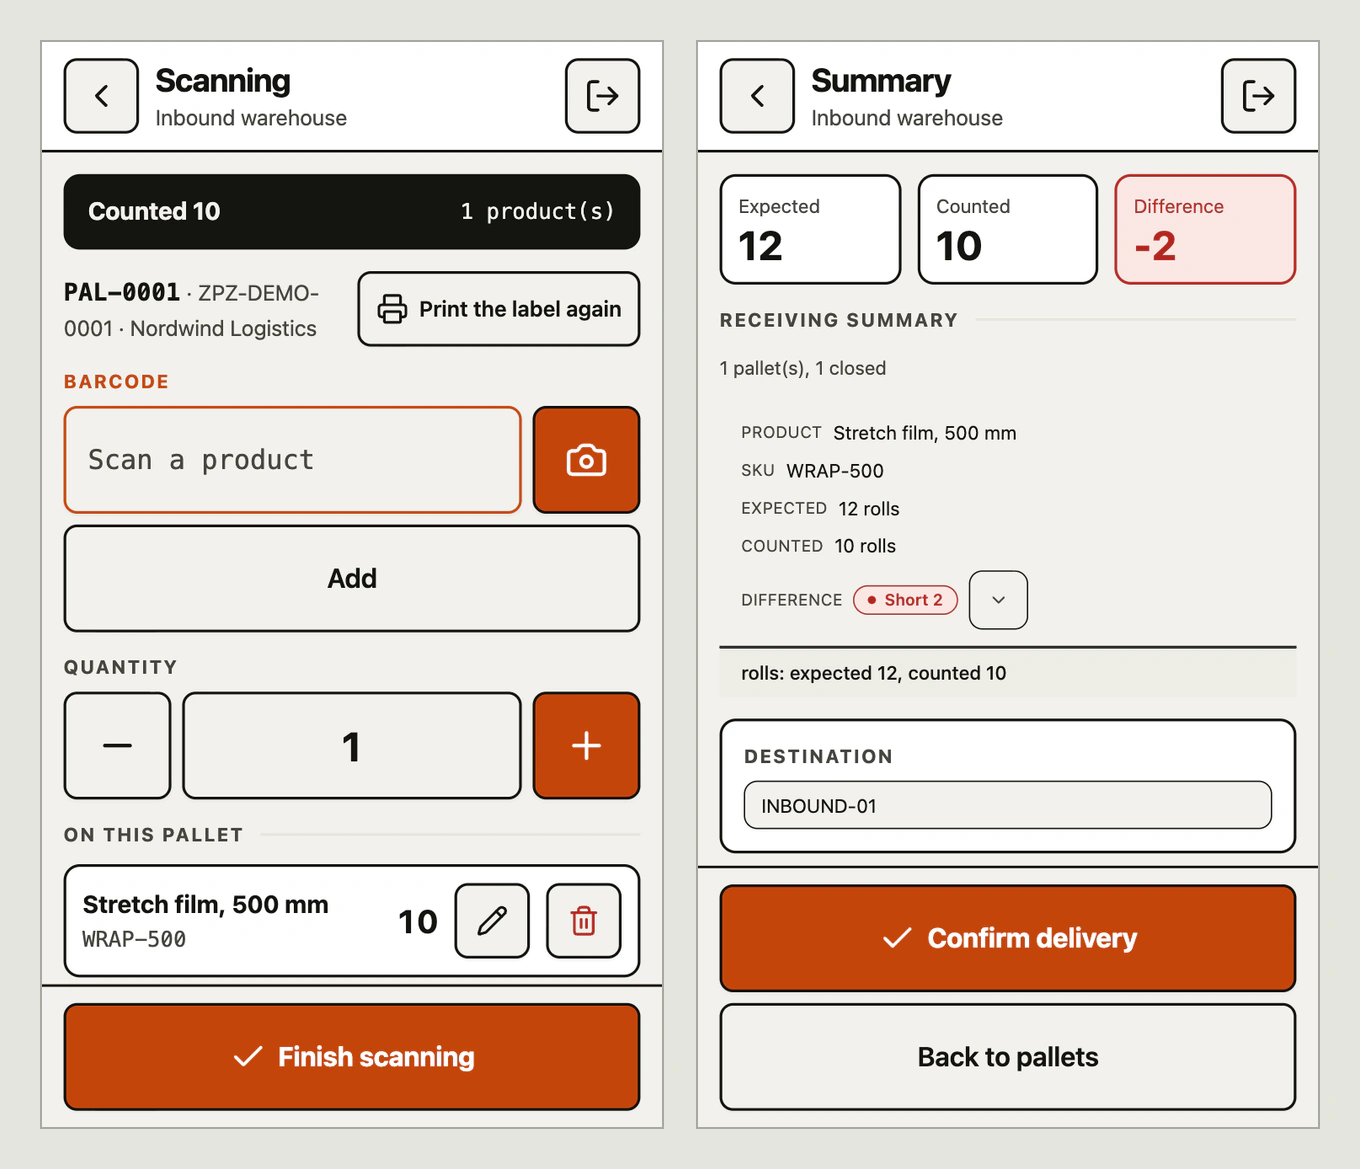 Scanning
Inbound warehouse
Counted 10
1 product(s)
PAL-0001 · ZPZ-DEMO-
0001 · Nordwind Logistics
Print the label again
BARCODE
Scan a product
Add
QUANTITY
1
ON THIS PALLET
Stretch film, 500 mm
WRAP-500
10
Finish scanning
Summary
Inbound warehouse
Expected
12
Counted
10
Difference
-2
RECEIVING SUMMARY
1 pallet(s), 1 closed
PRODUCT Stretch film, 500 mm
SKU WRAP-500
EXPECTED 12 rolls
COUNTED 10 rolls
DIFFERENCE Short 2
rolls: expected 12, counted 10
DESTINATION
INBOUND-01
Confirm delivery
Back to pallets